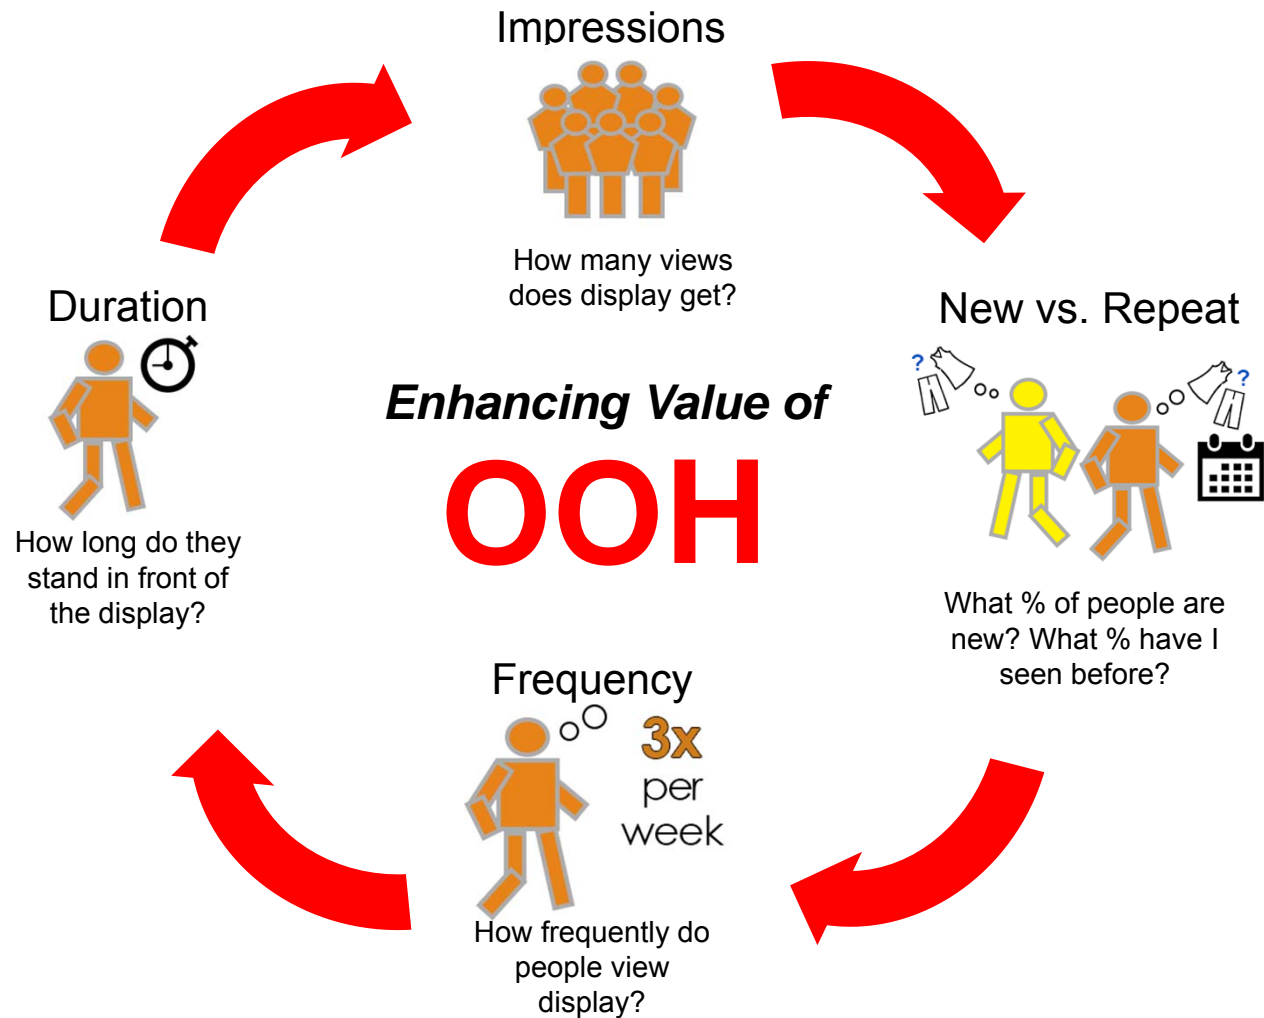 Impressions
How many views
does display get?
Duration
How long do they
stand in front of
the display?
Enhancing Value of
OOH
New vs. Repeat
?
?
What % of people are
new? What % have I
seen before?
Frequency
3x
per
week
How frequently do
people view
display?